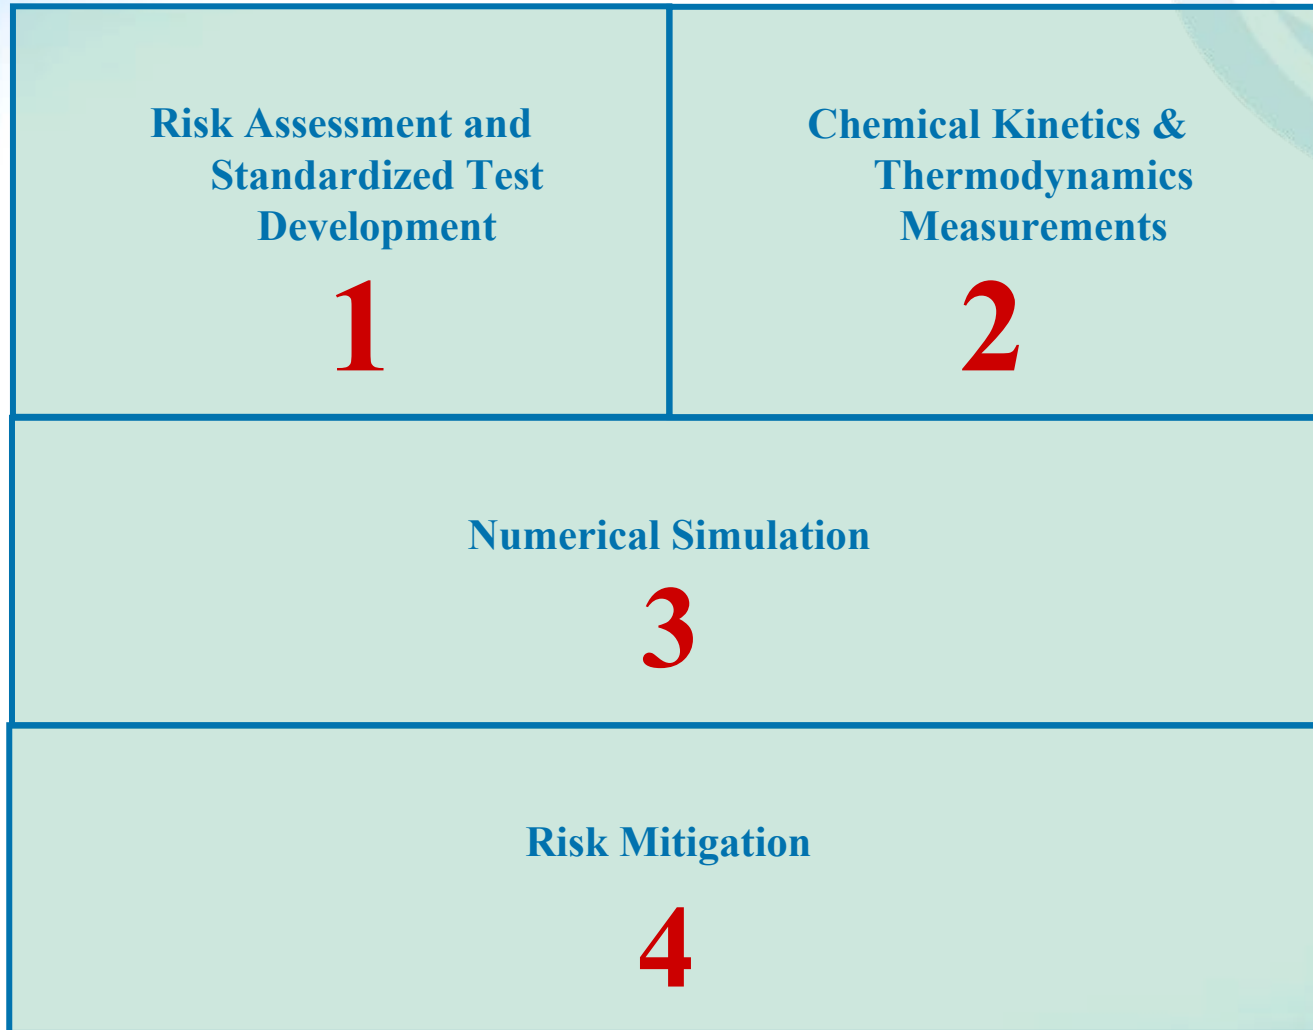 Risk Assessment and
Standardized Test
Development
1
Chemical Kinetics &
Thermodynamics
Measurements
2
Numerical Simulation
3
Risk Mitigation
4